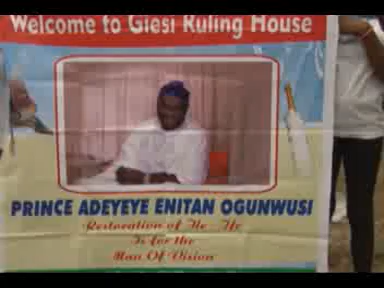 Welcome to Giesi Ruling House
PRINCE ADEYEYE ENITAN OGUNWUSI
Restoration of Ile - Ife
Is for the
Man Of Vision